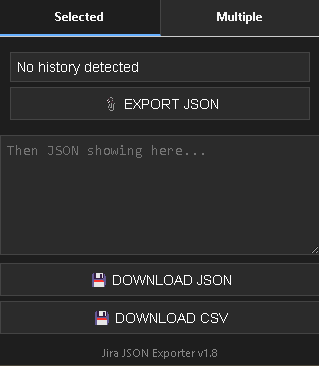 Selected
Multiple
No history detected
EXPORT JSON
Then JSON showing here...
DOWNLOAD JSON
DOWNLOAD CSV
Jira JSON Exporter v1.8